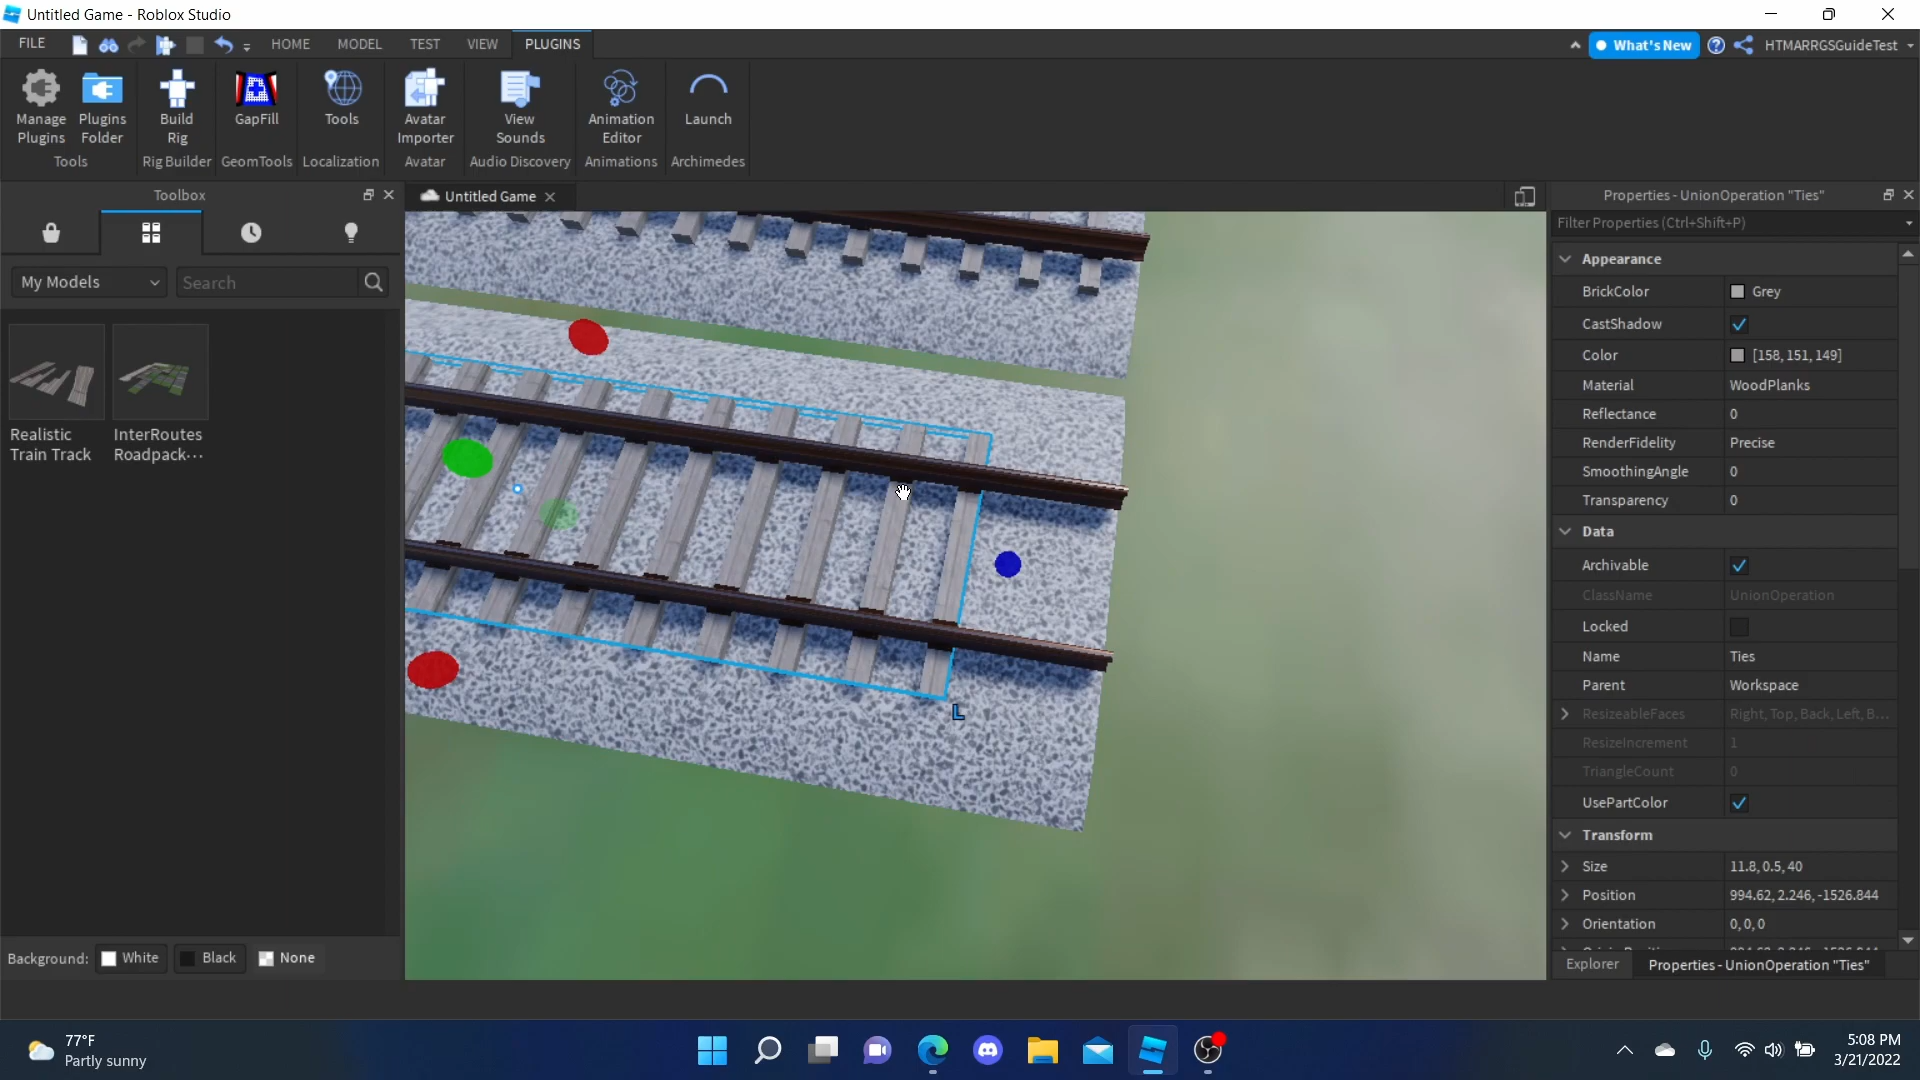 Untitled Game - Roblox Studio
FILE HOME MODEL TEST VIEW PLUGINS What's New HTMARRGSGuideTest
Manage Plugins
Plugins Folder
Tools
Build Rig
Rig Builder
GapFill
GeomTools
Tools
Localization
Avatar Importer
Avatar
View Sounds
Audio Discovery
Animation Editor
Animations
Launch
Archimedes
Toolbox
My Models
Search
Realistic
Train Track
InterRoutes
Roadpack···
Background: White Black None
Untitled Game
L
Properties - UnionOperation "Ties"
Filter Properties (Ctrl+Shift+P)
Appearance
BrickColor Grey
CastShadow
Color [158, 151, 149]
Material WoodPlanks
Reflectance 0
RenderFidelity Precise
SmoothingAngle 0
Transparency 0
Data
Archivable
ClassName UnionOperation
Locked
Name Ties
Parent Workspace
ResizeableFaces Right, Top, Back, Left, B...
ResizeIncrement 1
TriangleCount 0
UsePartColor
Transform
Size 11.8, 0.5, 40
Position 994.62, 2.246, -1526.844
Orientation 0, 0, 0
Explorer Properties - UnionOperation "Ties"
77°F
Partly sunny
5:08 PM
3/21/2022